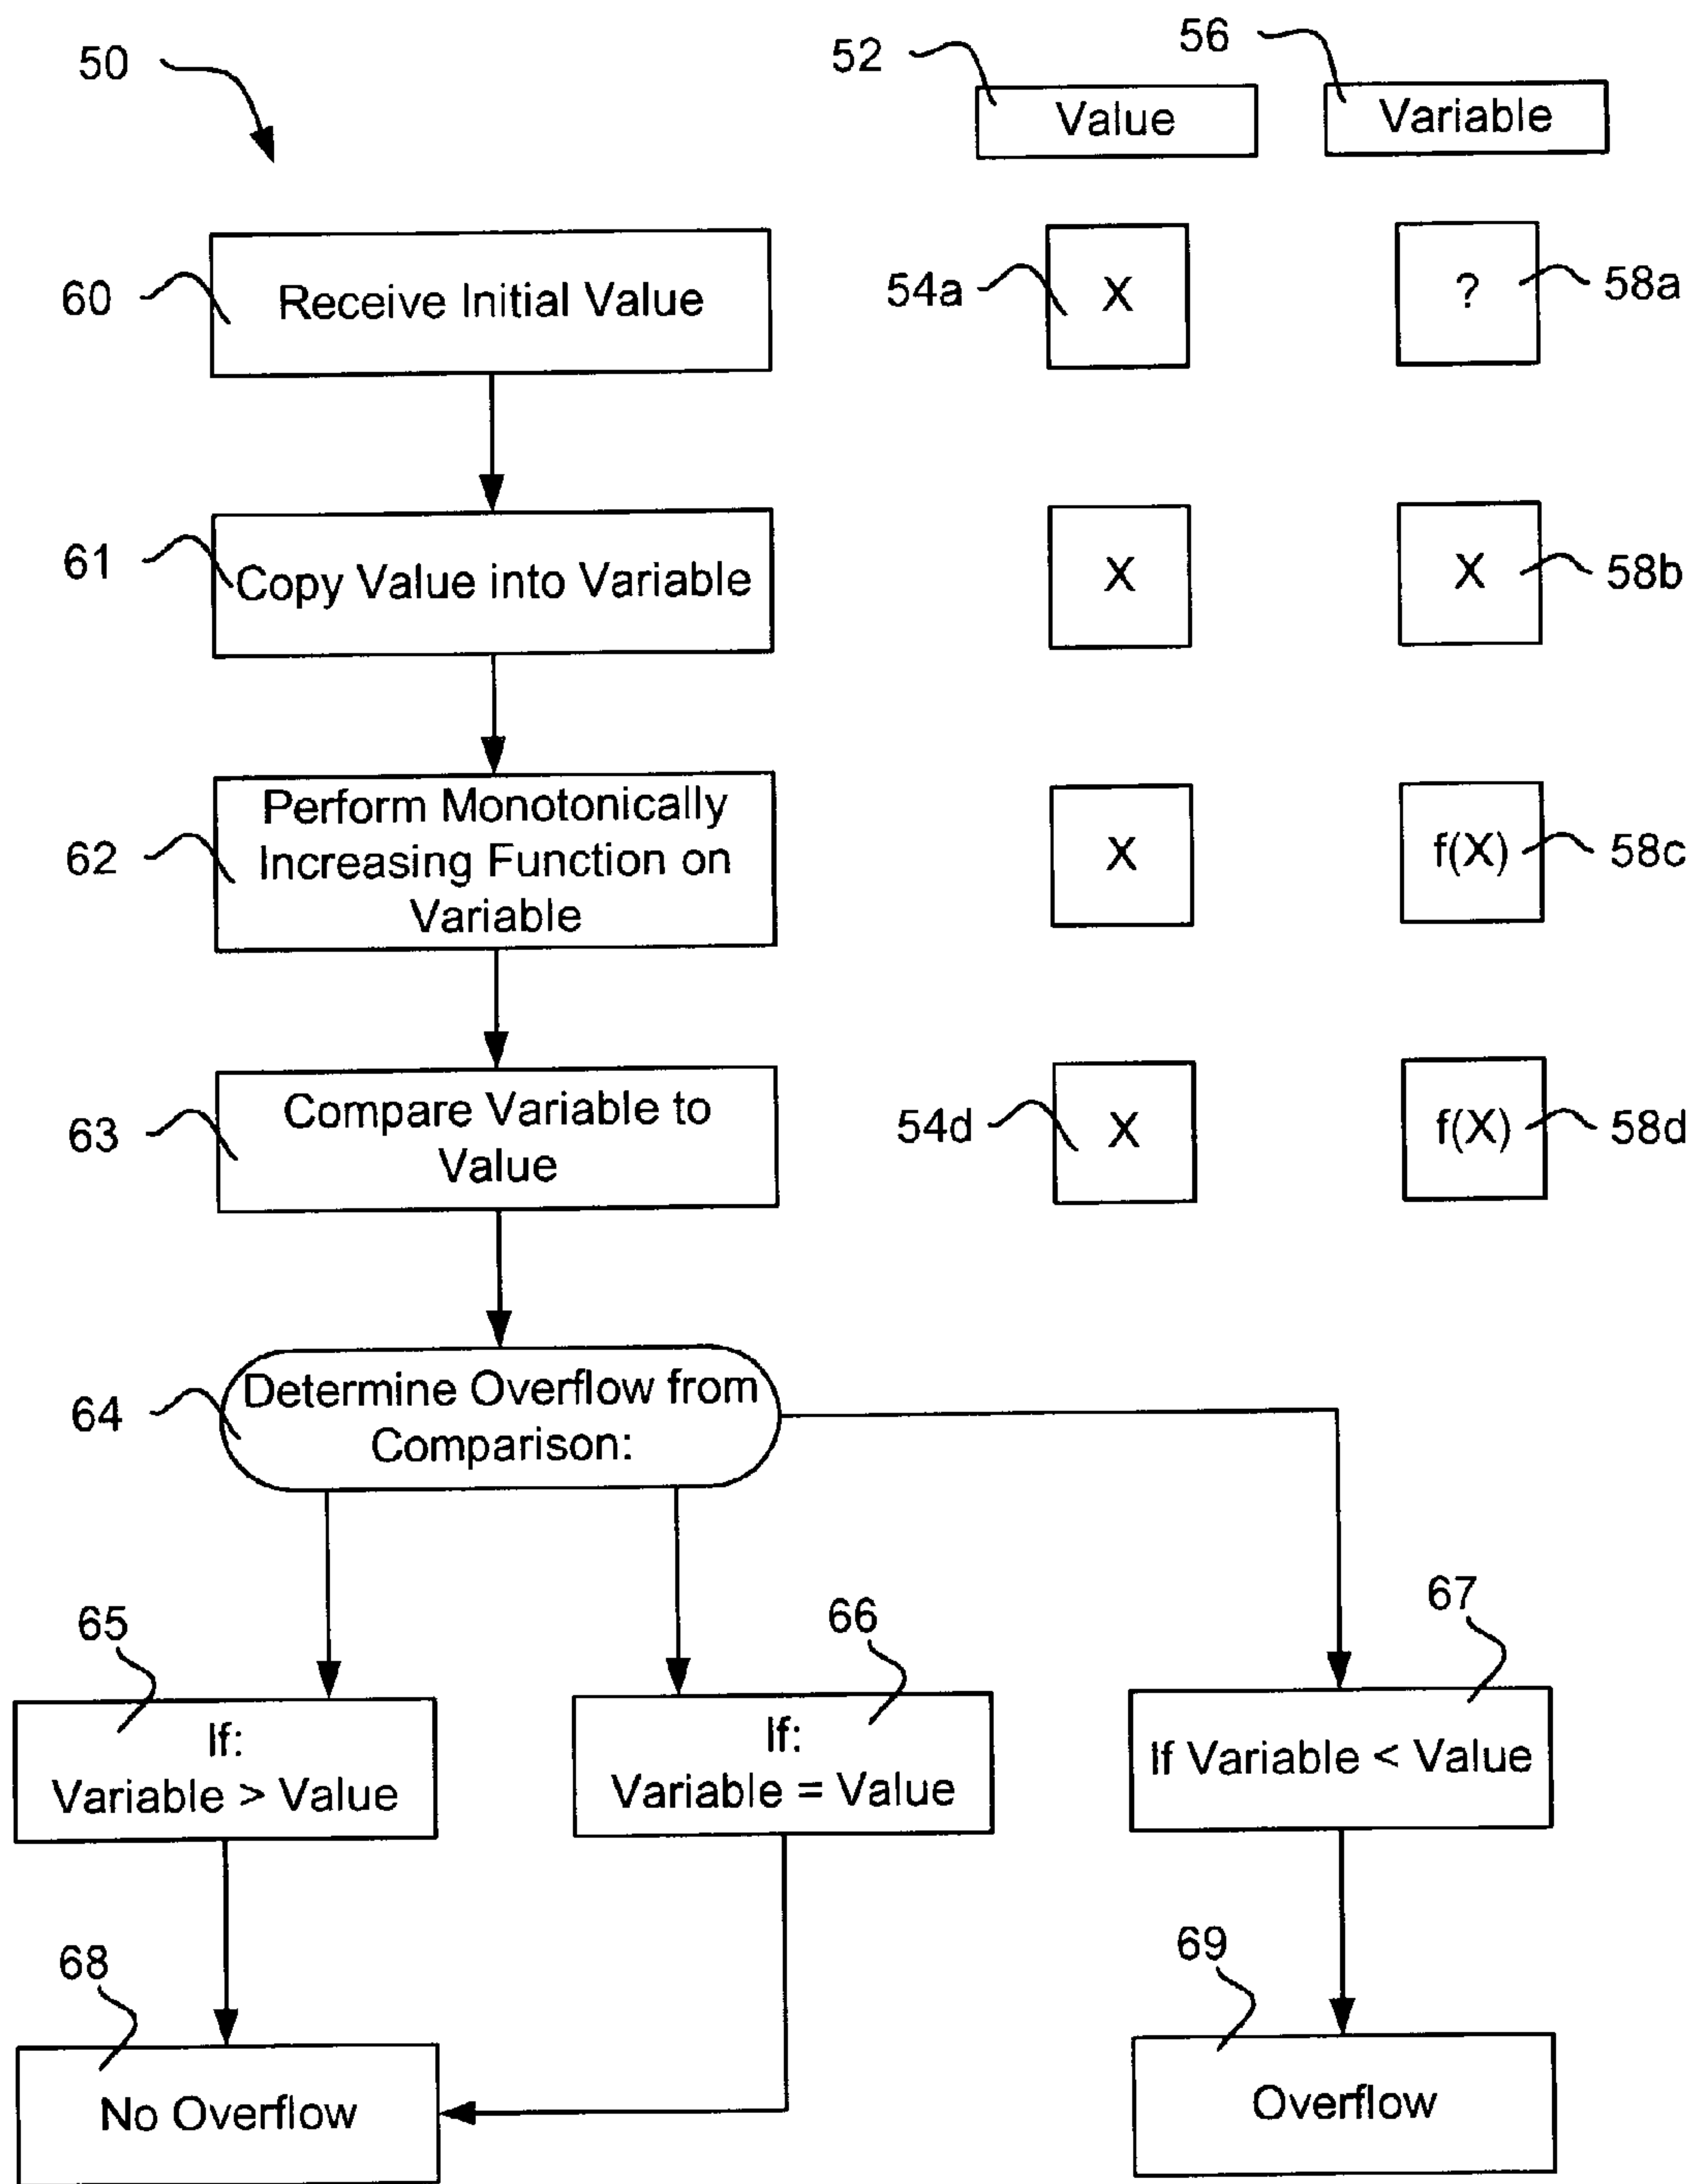 50
52
56
Value
Variable
60
Receive Initial Value
54a
X
?
58a
61
Copy Value into Variable
X
X
58b
62
Perform Monotonically
Increasing Function on
Variable
X
f(X)
58c
63
Compare Variable to
Value
54d
X
f(X)
58d
64
Determine Overflow from
Comparison:
65
66
67
If:
Variable > Value
If:
Variable = Value
If Variable < Value
68
69
No Overflow
Overflow